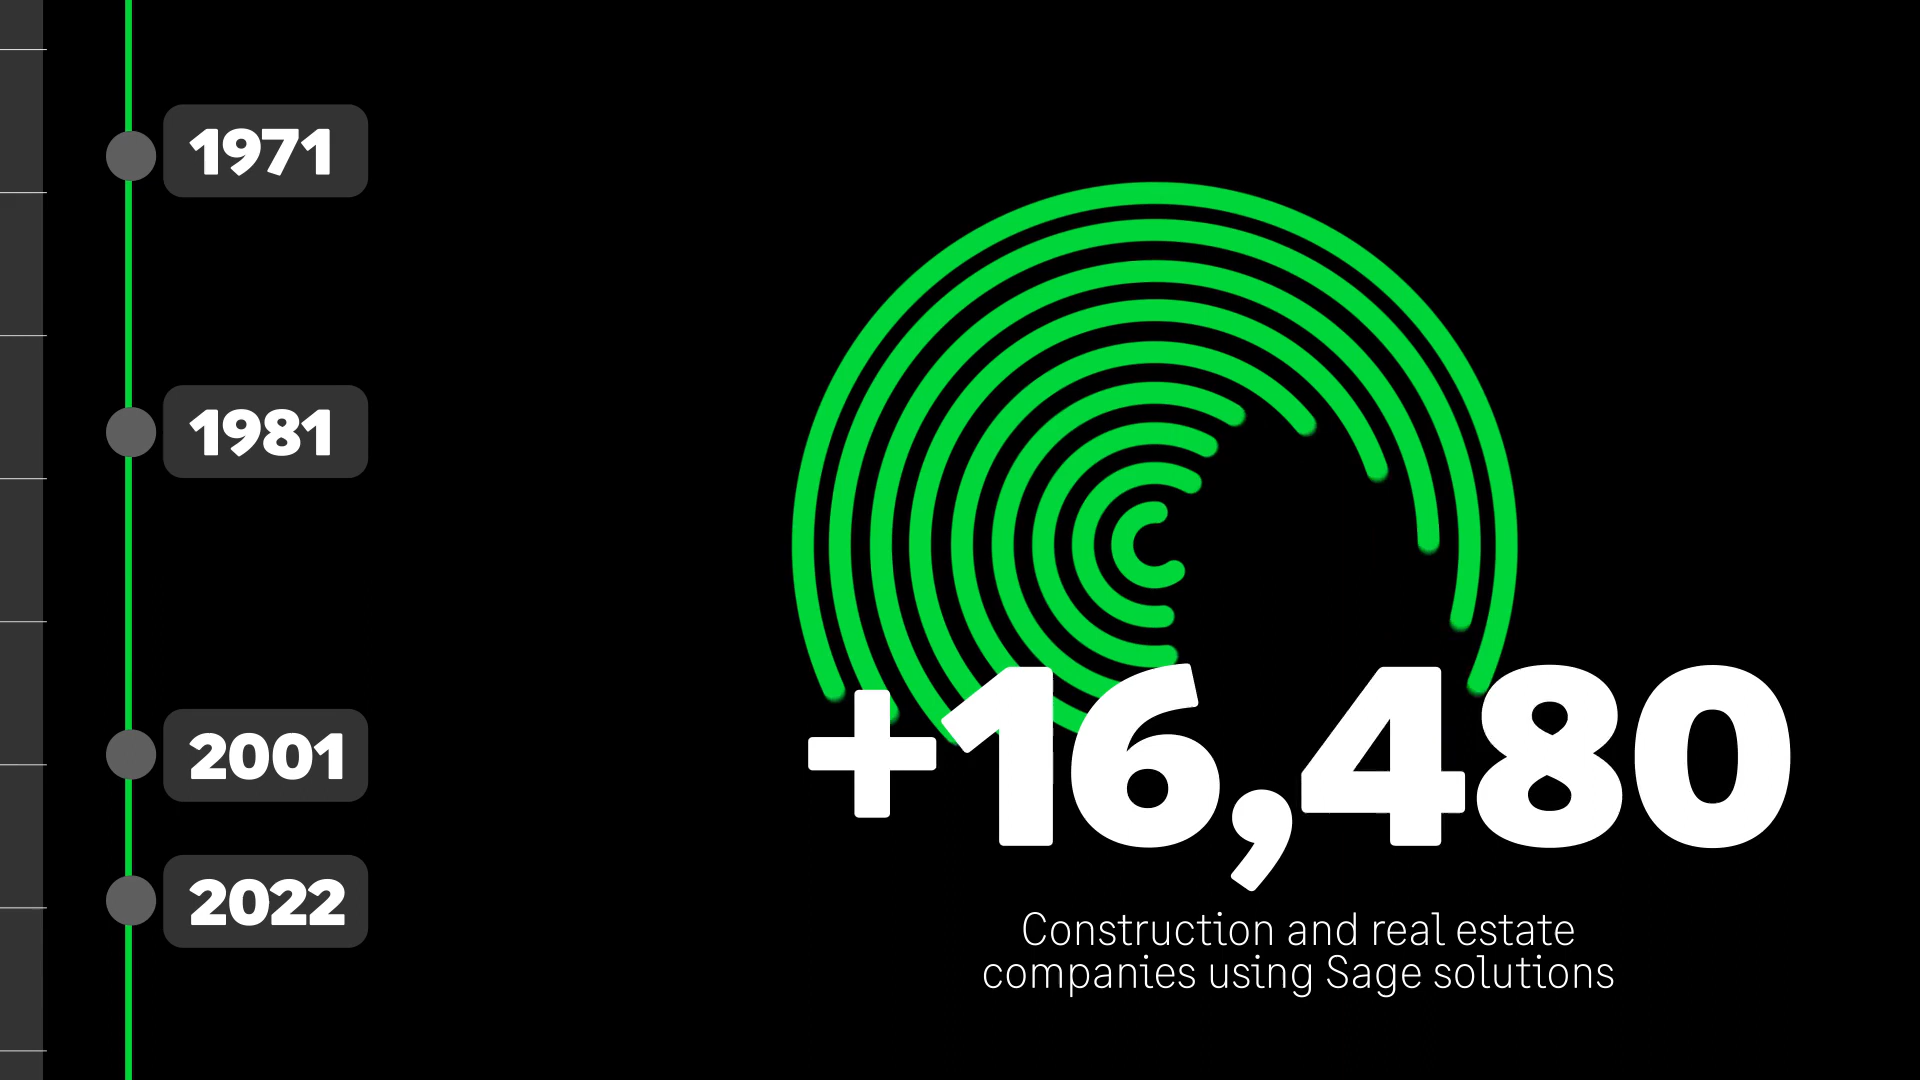 1971
1981
2001
2022
+16,480
Construction and real estate
companies using Sage solutions